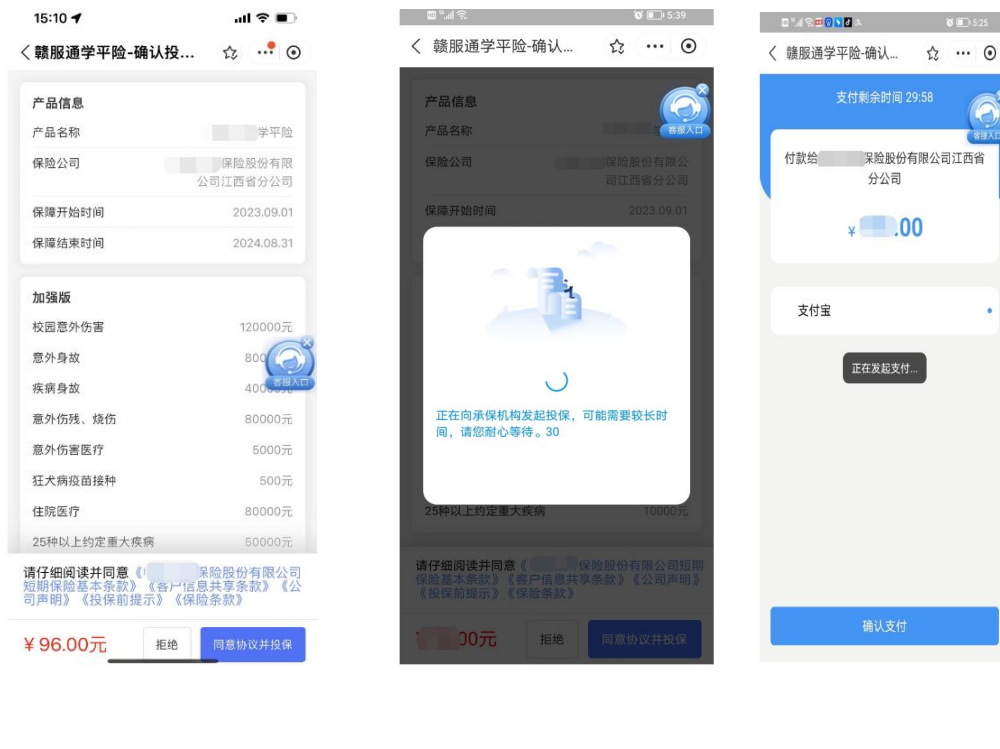 15:10
赣服通学平险-确认投...
产品信息
产品名称 学平险
保险公司 保险股份有限
公司江西省分公司
保障开始时间 2023.09.01
保障结束时间 2024.08.31
加强版
校园意外伤害 120000元
意外身故 800
疾病身故 400
客服入口
意外伤残、烧伤 80000元
意外伤害医疗 5000元
狂犬病疫苗接种 500元
住院医疗 80000元
25种以上约定重大疾病 50000元
请仔细阅读并同意《 保险股份有限公司
短期保险基本条款》《客户信息共享条款》《公
司声明》《投保前提示》《保险条款》
¥ 96.00元 拒绝 同意协议并投保
5:39
赣服通学平险-确认...
产品信息
产品名称
客服入口
保险公司 保险股份有限公
司江西省分公司
保障开始时间 2023.09.01
正在向承保机构发起投保，可能需要较长时
间，请您耐心等待。30
25种以上约定重大疾病 10000元
请仔细阅读并同意《 保险股份有限公司短期
保险基本条款》《客户信息共享条款》《公司声明》
《投保前提示》《保险条款》
00元 拒绝 同意协议并投保
5:25
赣服通学平险-确认...
支付剩余时间 29:58
客服入口
付款给 保险股份有限公司江西省
分公司
¥ .00
支付宝
正在发起支付...
确认支付